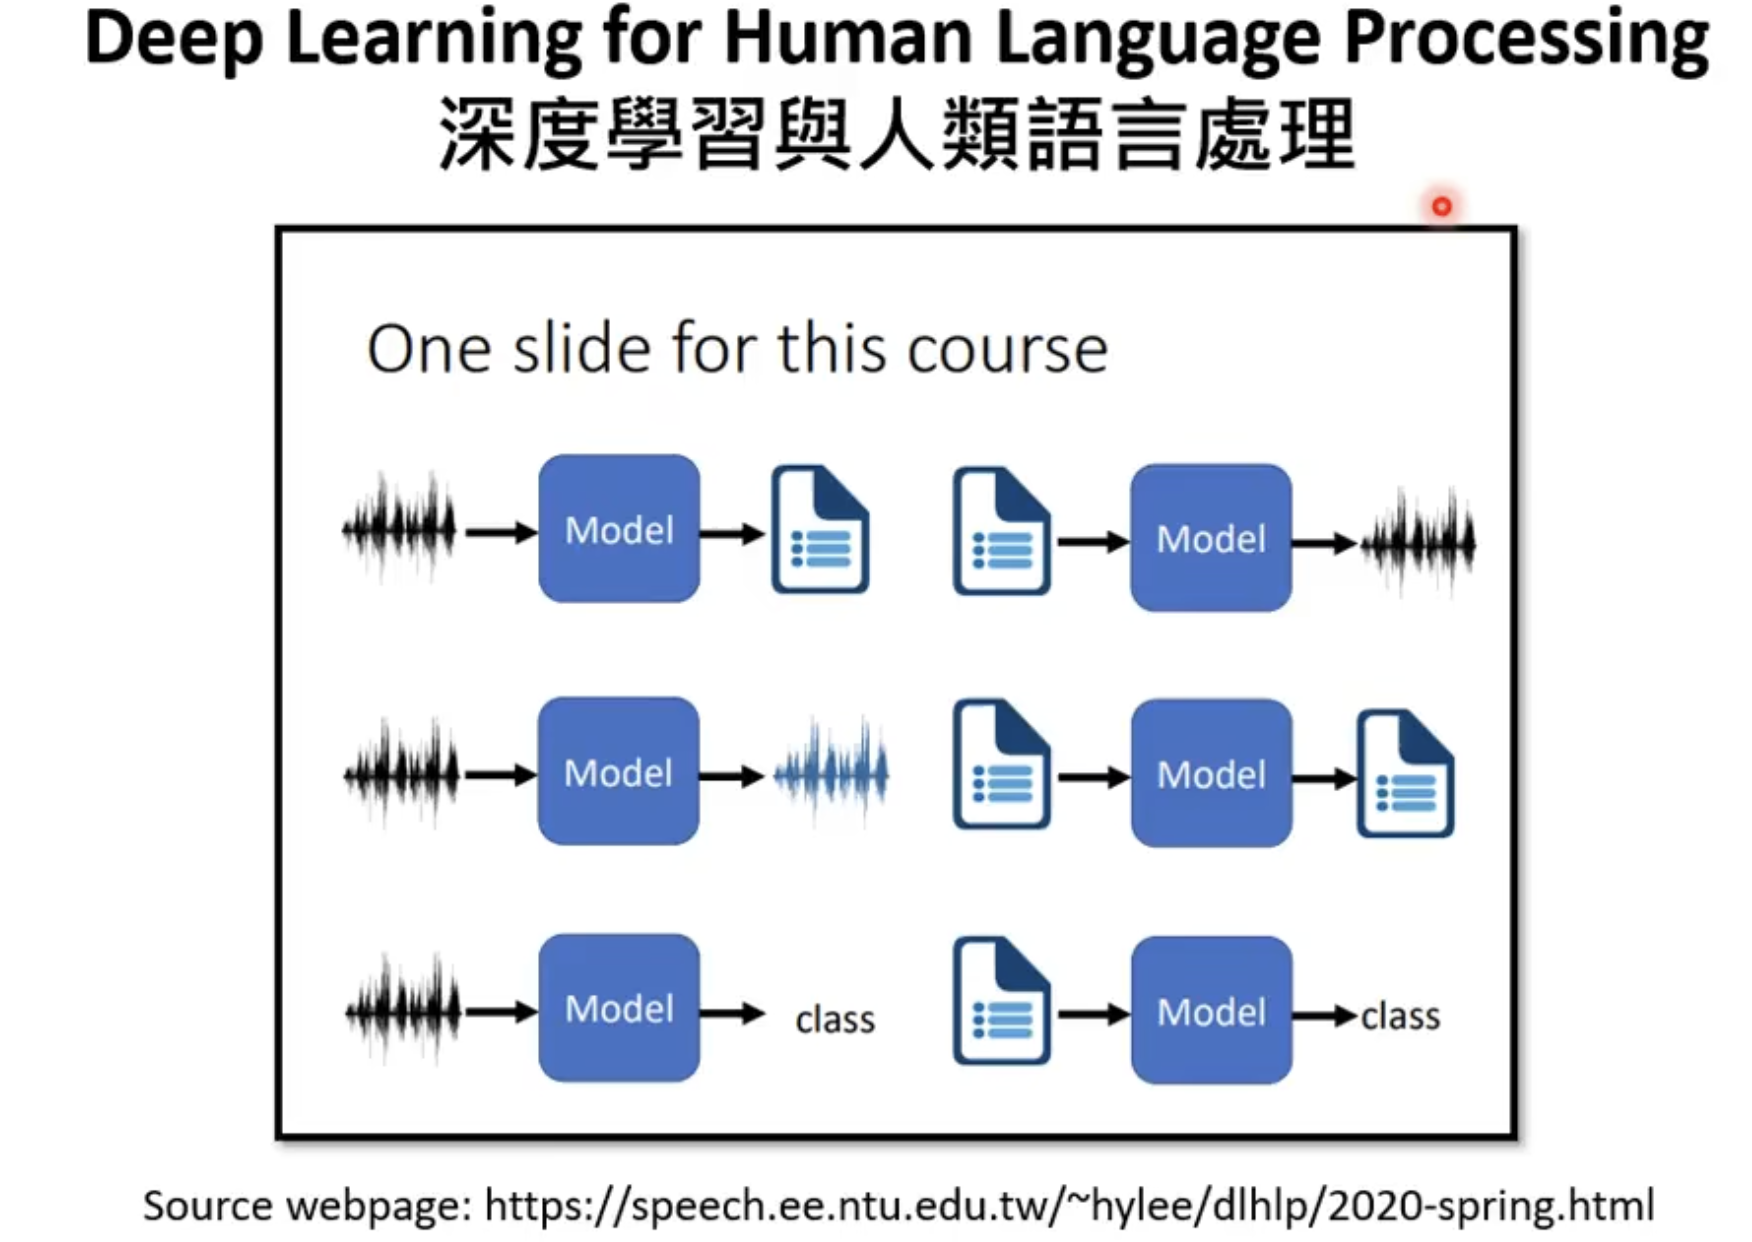 Deep Learning for Human Language Processing
深度學習與人類語言處理
One slide for this course
Model
Model
Model
Model
Model
class
Model
class
Source webpage: https://speech.ee.ntu.edu.tw/~hylee/dlhlp/2020-spring.html